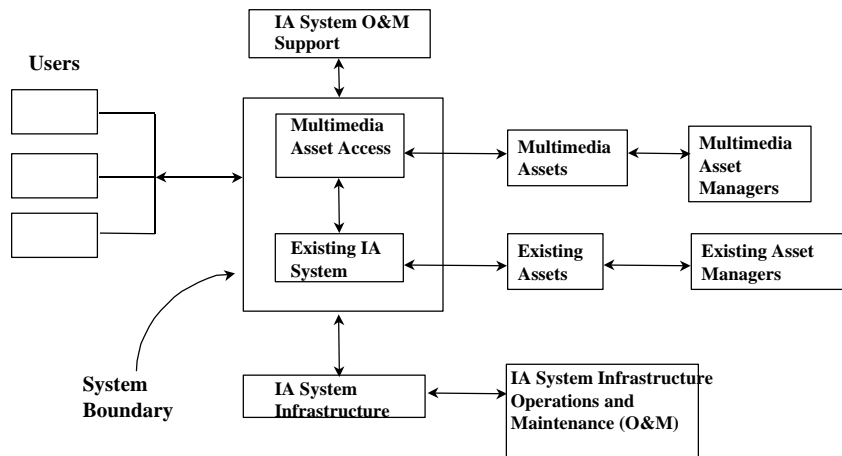 IA System O&M
Support
Users
Multimedia
Asset Access
Multimedia
Assets
Multimedia
Asset
Managers
Existing IA
System
Existing
Assets
Existing Asset
Managers
System
Boundary
IA System
Infrastructure
IA System Infrastructure
Operations and
Maintenance (O&M)